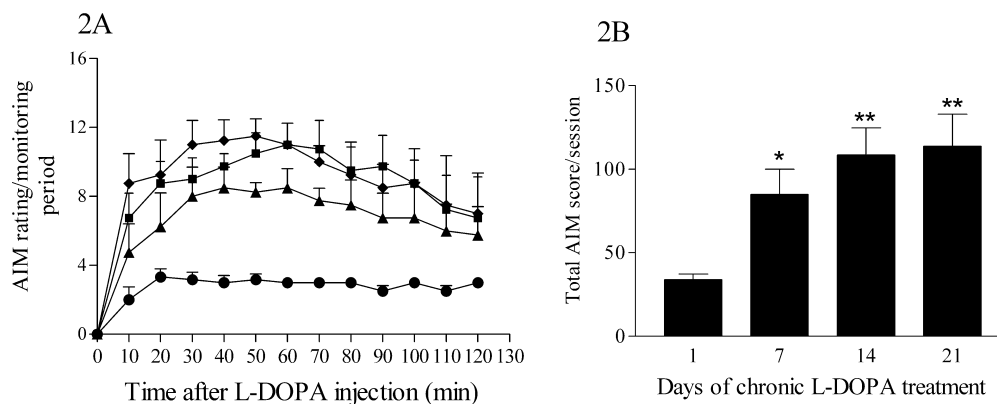 2A
16
12
8
4
0
AIM rating/monitoring
period
0 10 20 30 40 50 60 70 80 90 100 110 120 130
Time after L-DOPA injection (min)
2B
150
100
50
0
Total AIM score/session
*
**
**
1 7 14 21
Days of chronic L-DOPA treatment